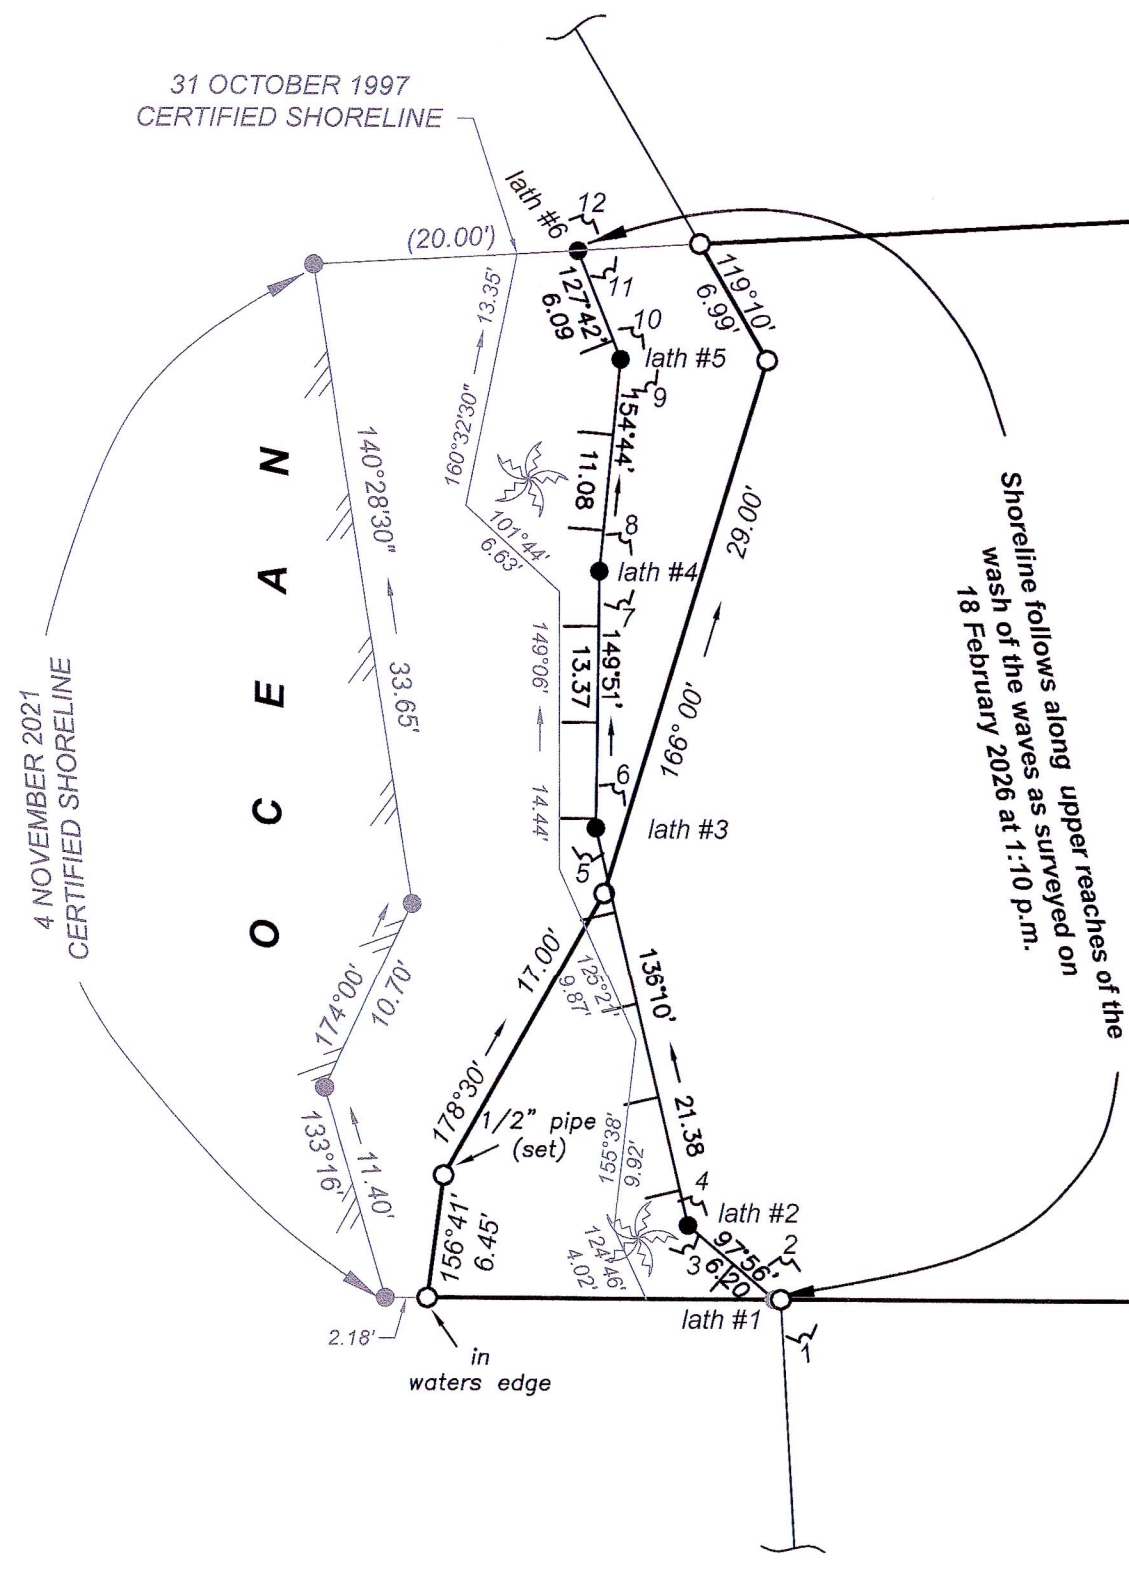 31 OCTOBER 1997
CERTIFIED SHORELINE
lath #6
12
(20.00')
11
127°42'
6.09
10
lath #5
9
119°10'
6.99'
13.35'
160°32'30"
154°44'
11.08
101°44'
6.63'
8
lath #4
7
29.00'
166° 00'
140°28'30"
33.65'
149°06'
14.44'
149°51'
13.37
6
lath #3
5
OCEAN
4 NOVEMBER 2021
CERTIFIED SHORELINE
Shoreline follows along upper reaches of the
wash of the waves as surveyed on
18 February 2026 at 1:10 p.m.
174°00'
10.70'
17.00'
178°30'
125°21'
9.87'
136°10'
21.38
1/2" pipe
(set)
133°16'
11.40'
156°41'
6.45'
155°38'
9.92'
124°46'
4.02'
4
lath #2
3
97°56'
6.20
2
lath #1
1
2.18'
in
waters edge